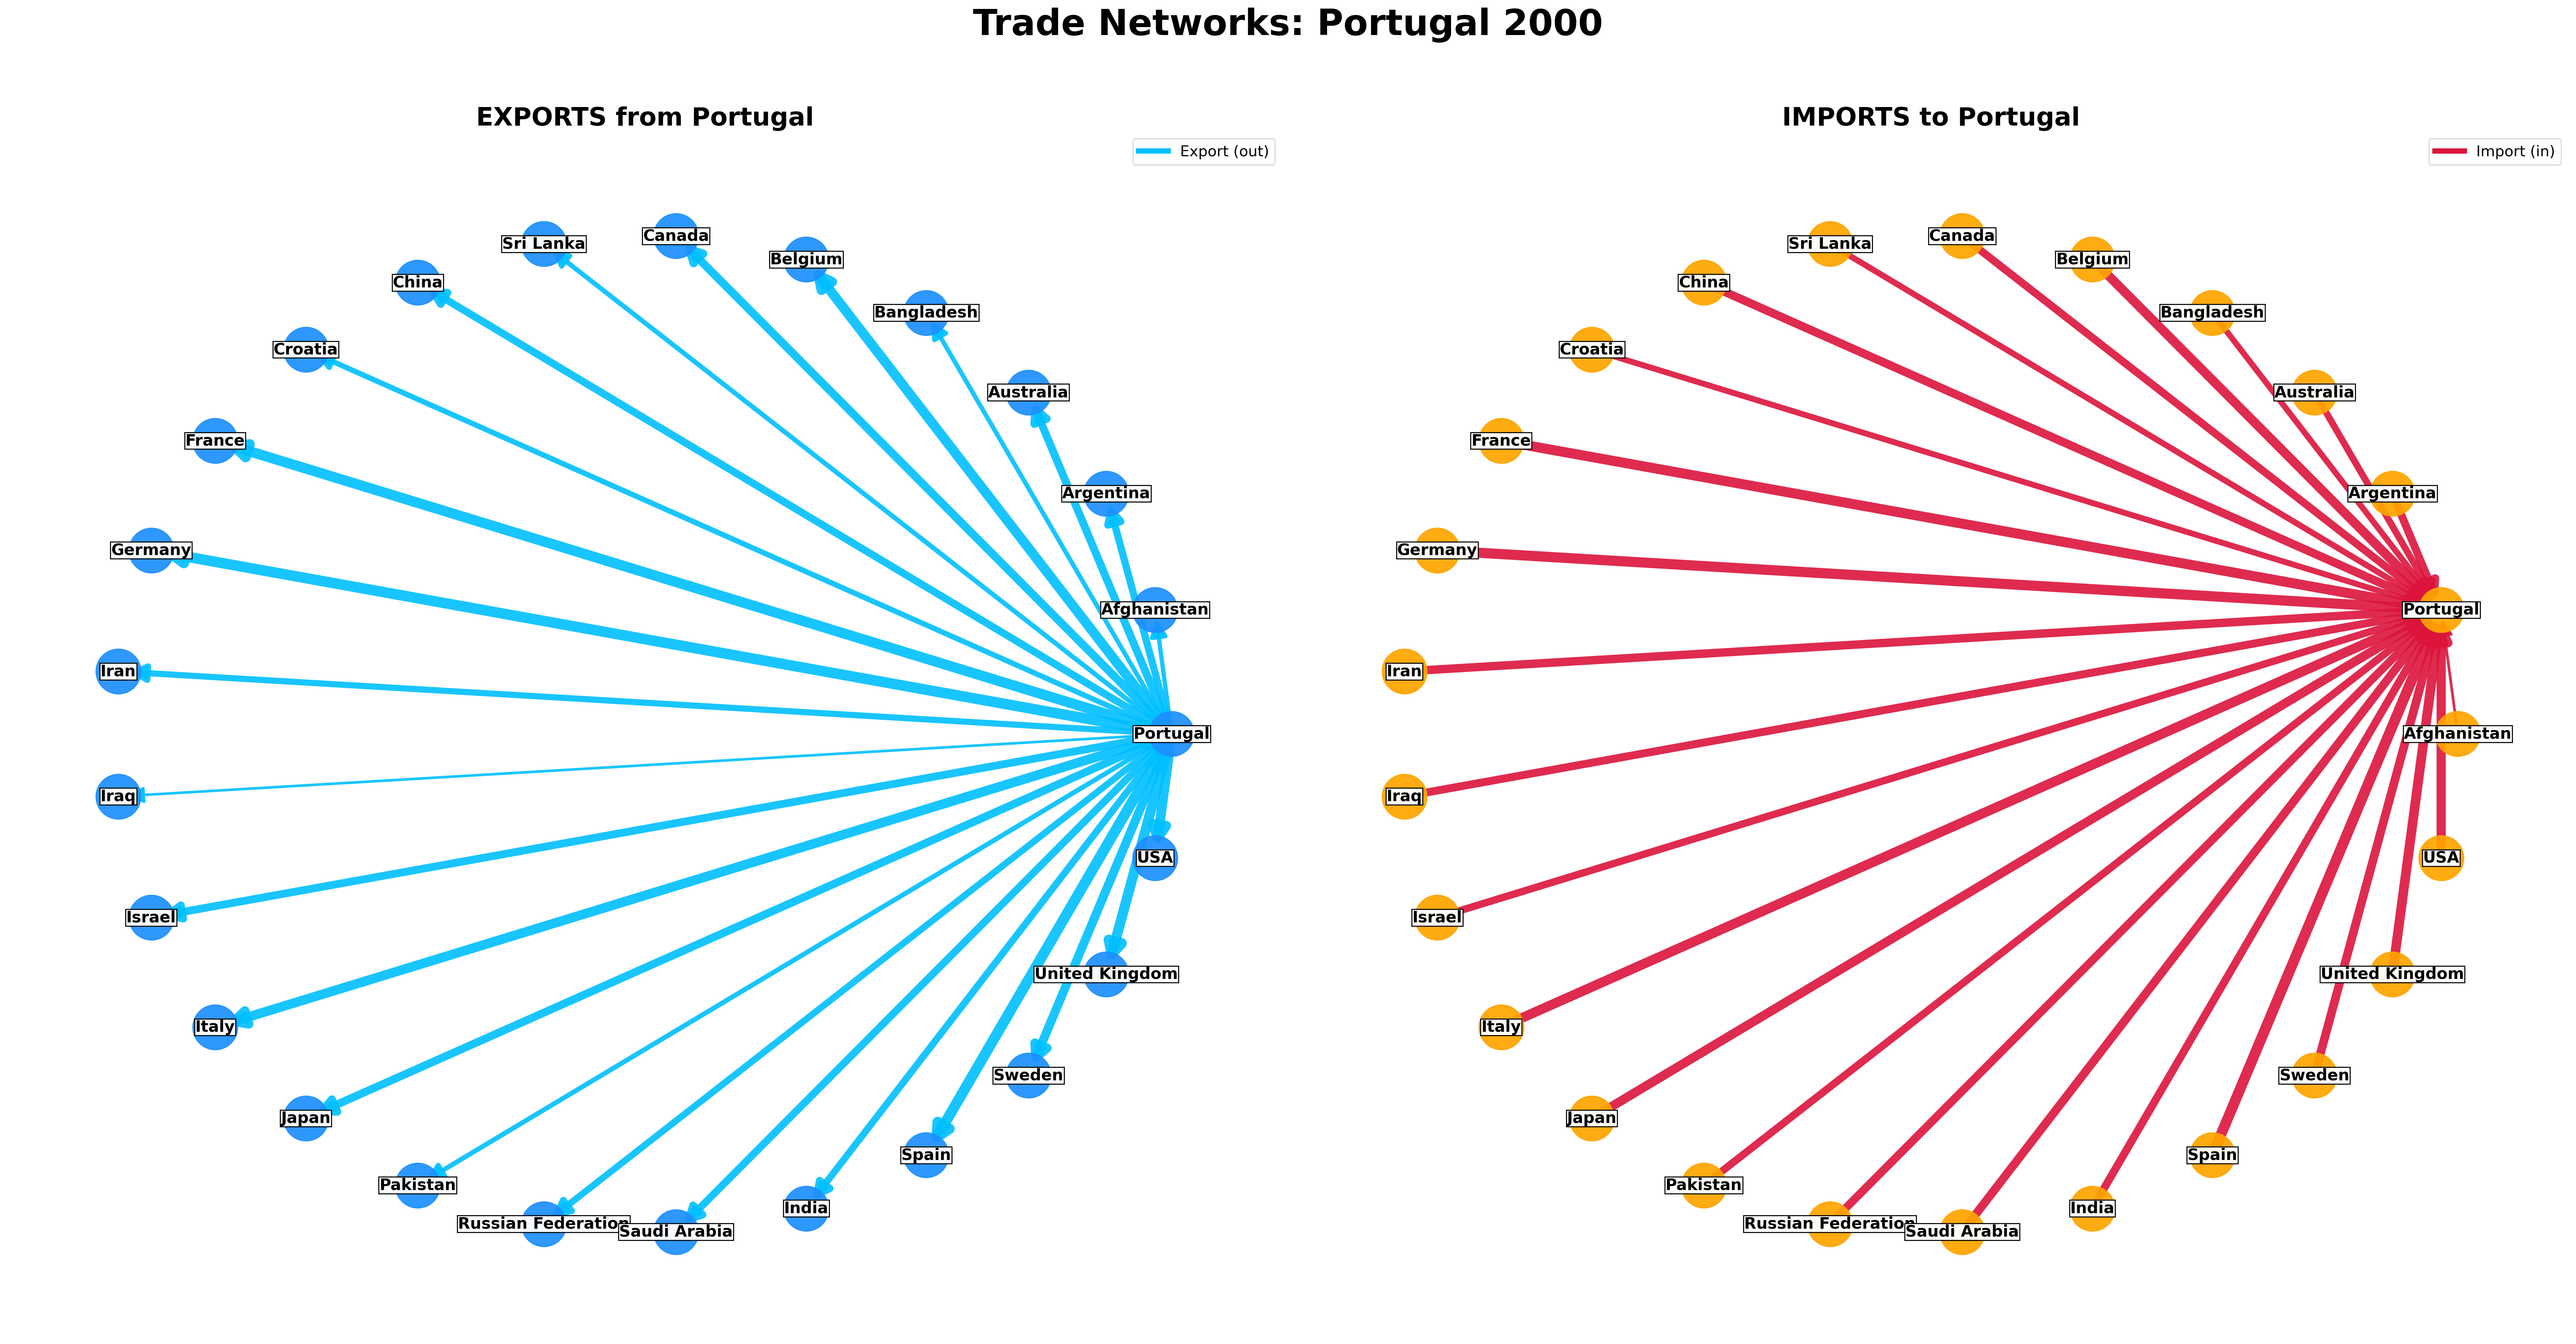 Trade Networks: Portugal 2000
EXPORTS from Portugal
Export (out)
Sri Lanka
Canada
Belgium
China
Bangladesh
Croatia
Australia
France
Argentina
Germany
Afghanistan
Iran
Portugal
Iraq
USA
Israel
United Kingdom
Italy
Sweden
Japan
Spain
Pakistan
India
Russian Federation
Saudi Arabia
IMPORTS to Portugal
Import (in)
Sri Lanka
Canada
Belgium
China
Bangladesh
Croatia
Australia
France
Argentina
Germany
Portugal
Iran
Afghanistan
Iraq
USA
Israel
United Kingdom
Italy
Sweden
Japan
Spain
Pakistan
India
Russian Federation
Saudi Arabia